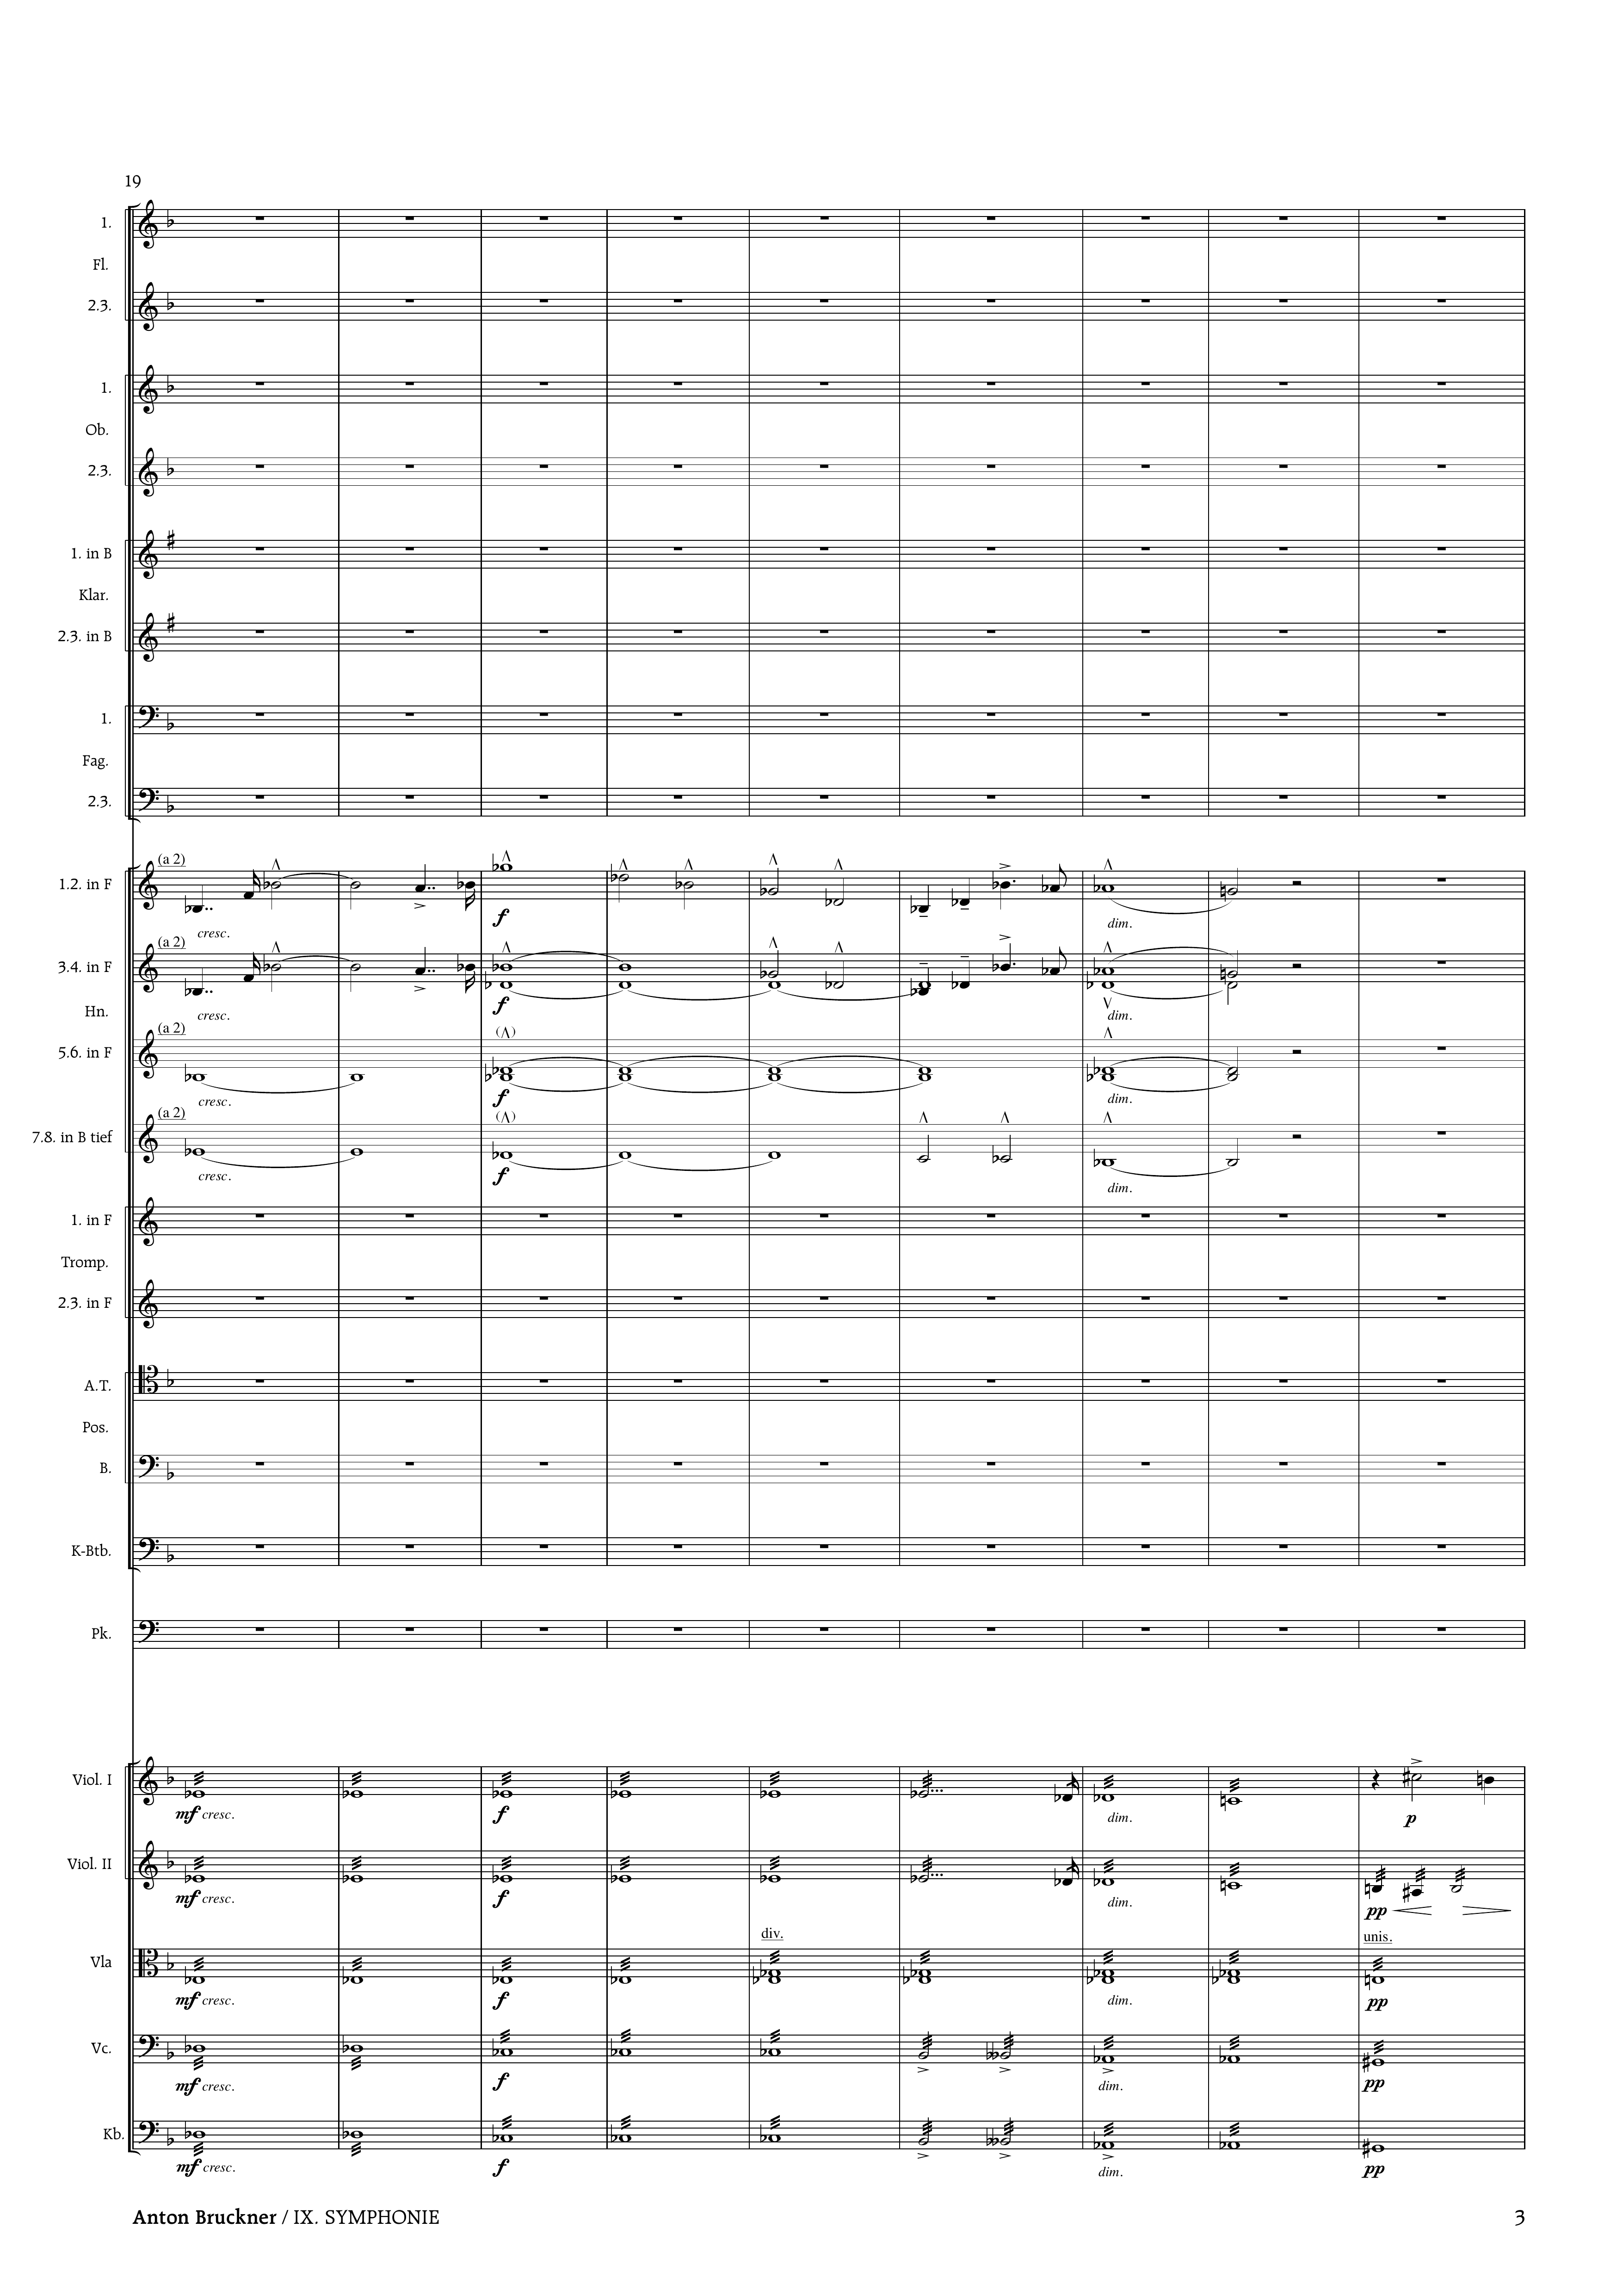 19
1.
Fl.
2.3.
1.
Ob.
2.3.
1. in B
Klar.
2.3. in B
1.
Fag.
2.3.
(a 2)
1.2. in F
cresc. f dim.
(a 2)
3.4. in F
cresc. f dim.
Hn.
(a 2)
5.6. in F
cresc. f dim.
(a 2)
7.8. in B tief
cresc. f dim.
1. in F
Tromp.
2.3. in F
A.T.
Pos.
B.
K-Btb.
Pk.
Viol. I
mf cresc. f dim. p
Viol. II
mf cresc. f dim. pp
div. unis.
Vla
mf cresc. f dim. pp
Vc.
mf cresc. f dim. pp
Kb.
mf cresc. f dim. pp
Anton Bruckner / IX. SYMPHONIE 3